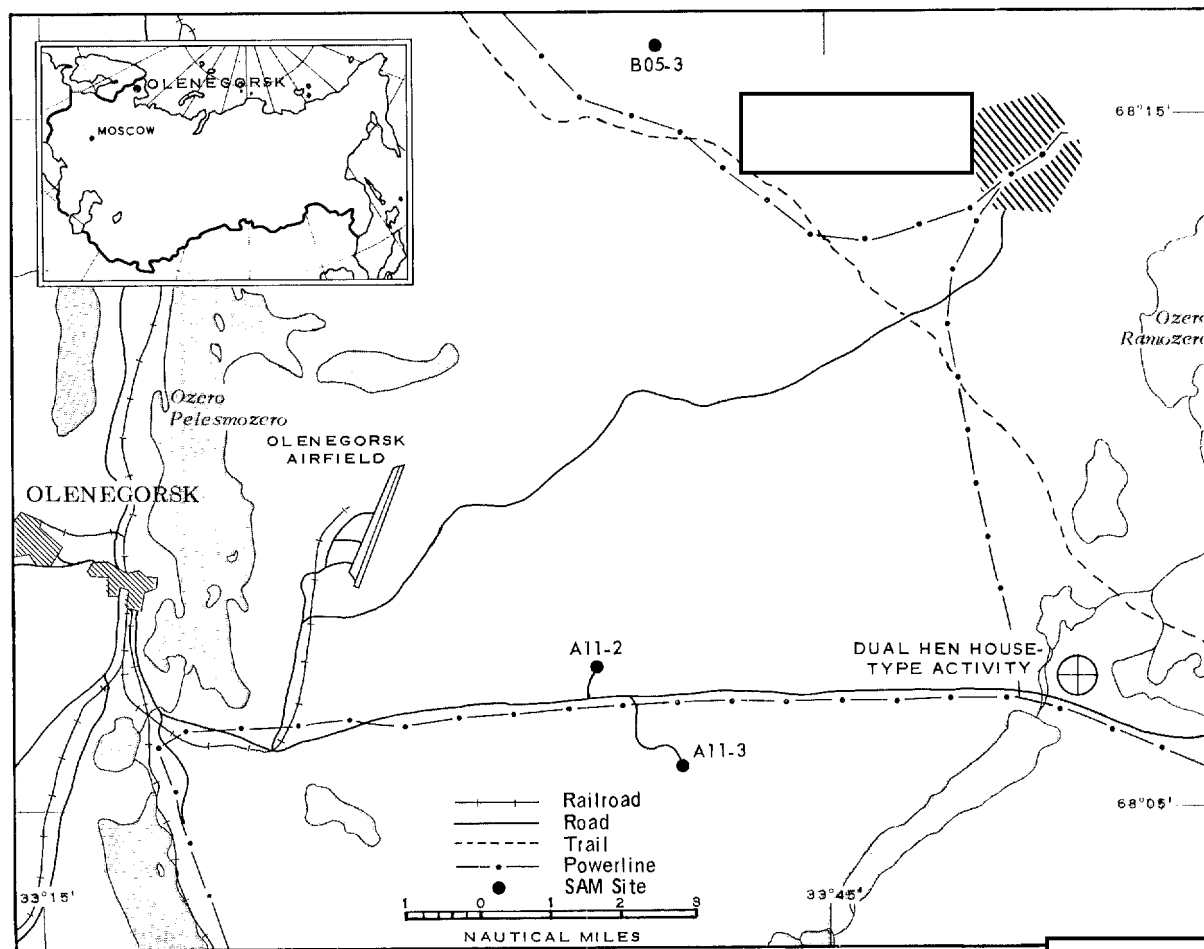 OLENEGORSK
MOSCOW
B05-3
68°15'
Ozero
Ramozero
Ozero
Pelesmozero
OLENEGORSK
AIRFIELD
OLENEGORSK
A11-2
DUAL HEN HOUSE-
TYPE ACTIVITY
A11-3
Railroad
Road
Trail
Powerline
SAM Site
68°05'
33°15'
33°45'
1 0 1 2 3
NAUTICAL MILES